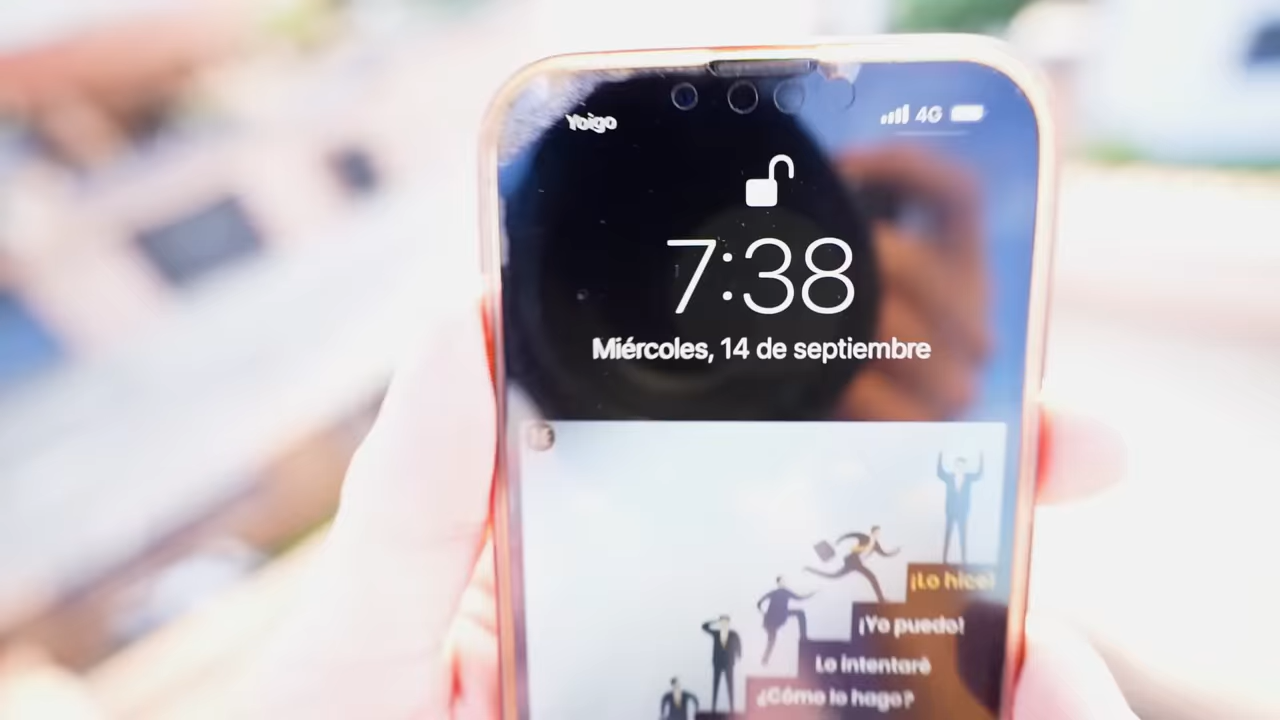 Yoigo
4G
7:38
Miércoles, 14 de septiembre
¡Lo hice!
¡Yo puedo!
Lo intentaré
¿Cómo lo hago?